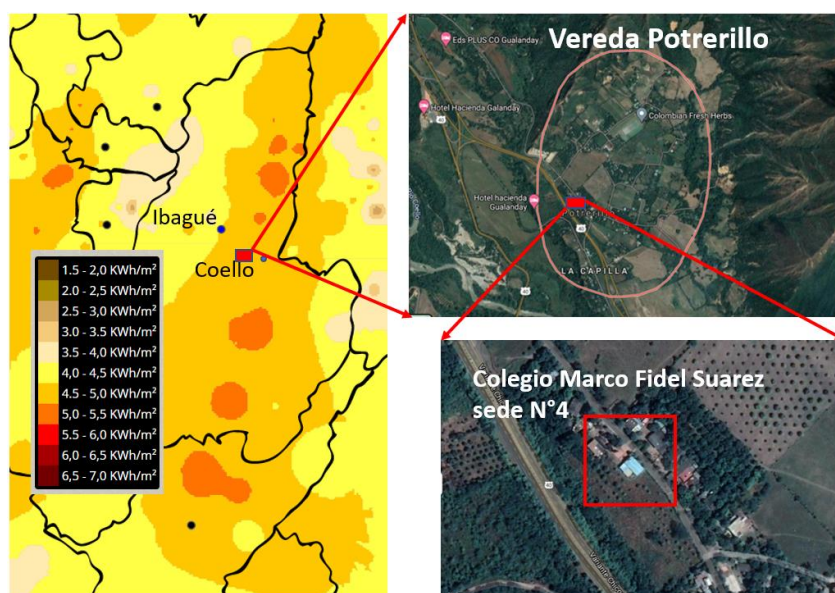 Ibagué
Coello
1.5 - 2,0 KWh/m²
2.0 - 2,5 KWh/m²
2.5 - 3,0 KWh/m²
3.0 - 3.5 KWh/m²
3.5 - 4,0 KWh/m²
4,0 - 4,5 KWh/m²
4.5 - 5,0 KWh/m²
5,0 - 5,5 KWh/m²
5.5 - 6,0 KWh/m²
6,0 - 6,5 KWh/m²
6,5 - 7,0 KWh/m²
Vereda Potrerillo
Eds PLUS CO Gualanday
Hotel Hacienda Galanday
40
Colombian Fresh Herbs
Hotel hacienda
Gualanday
Potrerillo
40
LA CAPILLA
40
Colegio Marco Fidel Suarez
sede N°4
40